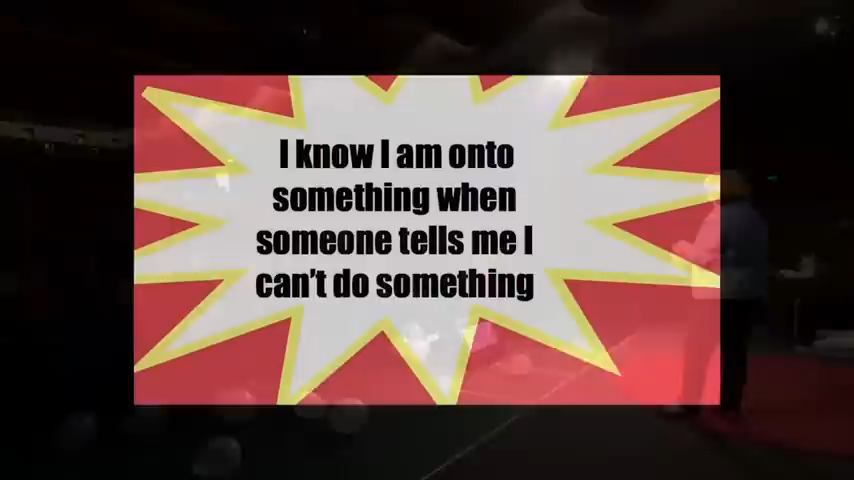 I know I am onto
something when
someone tells me I
can't do something